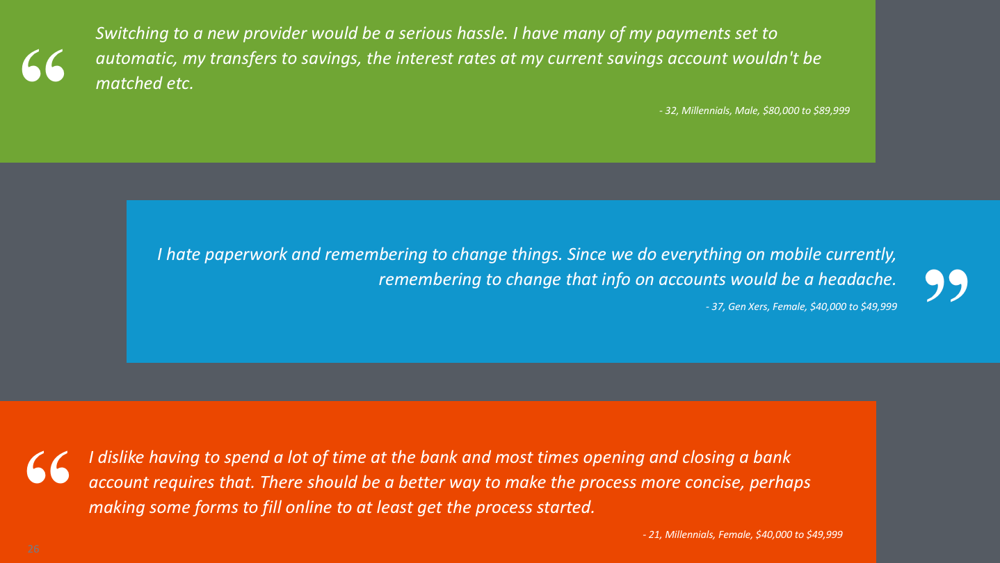 “
Switching to a new provider would be a serious hassle. I have many of my payments set to
automatic, my transfers to savings, the interest rates at my current savings account wouldn't be
matched etc.
- 32, Millennials, Male, $80,000 to $89,999
I hate paperwork and remembering to change things. Since we do everything on mobile currently,
remembering to change that info on accounts would be a headache.
”
- 37, Gen Xers, Female, $40,000 to $49,999
“
I dislike having to spend a lot of time at the bank and most times opening and closing a bank
account requires that. There should be a better way to make the process more concise, perhaps
making some forms to fill online to at least get the process started.
- 21, Millennials, Female, $40,000 to $49,999
26